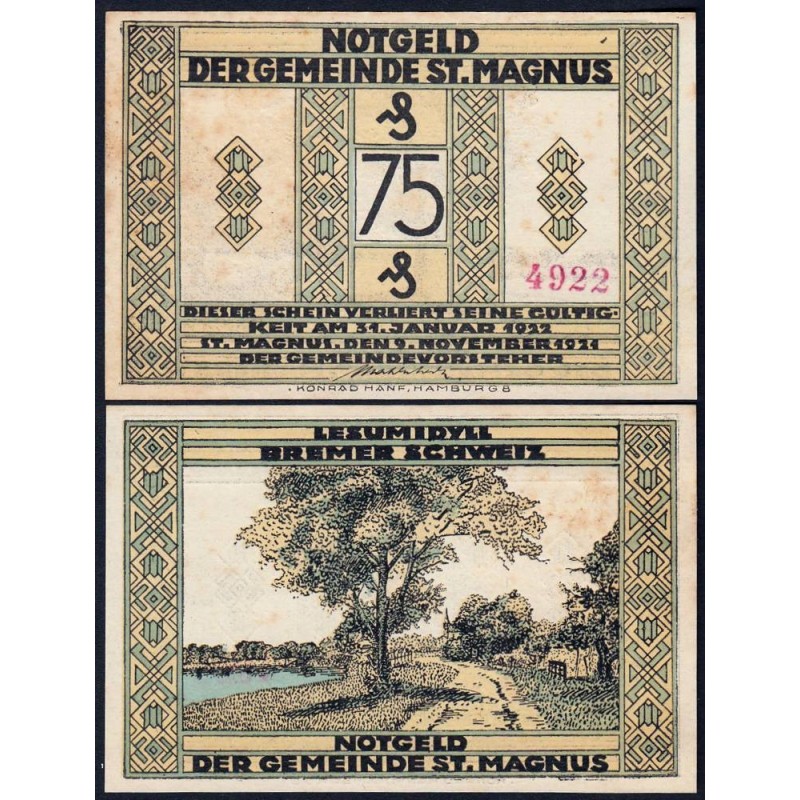 NOTGELD
DER GEMEINDE ST. MAGNUS
₰
75
₰
4922
DIESER SCHEIN VERLIERT SEINE GÜLTIG-
KEIT AM 31. JANUAR 1922
ST. MAGNUS, DEN 9. NOVEMBER 1921
DER GEMEINDEVORSTEHER
KONRAD HANF, HAMBURG 8
LESUMIDYLL
BREMER SCHWEIZ
NOTGELD
DER GEMEINDE ST. MAGNUS